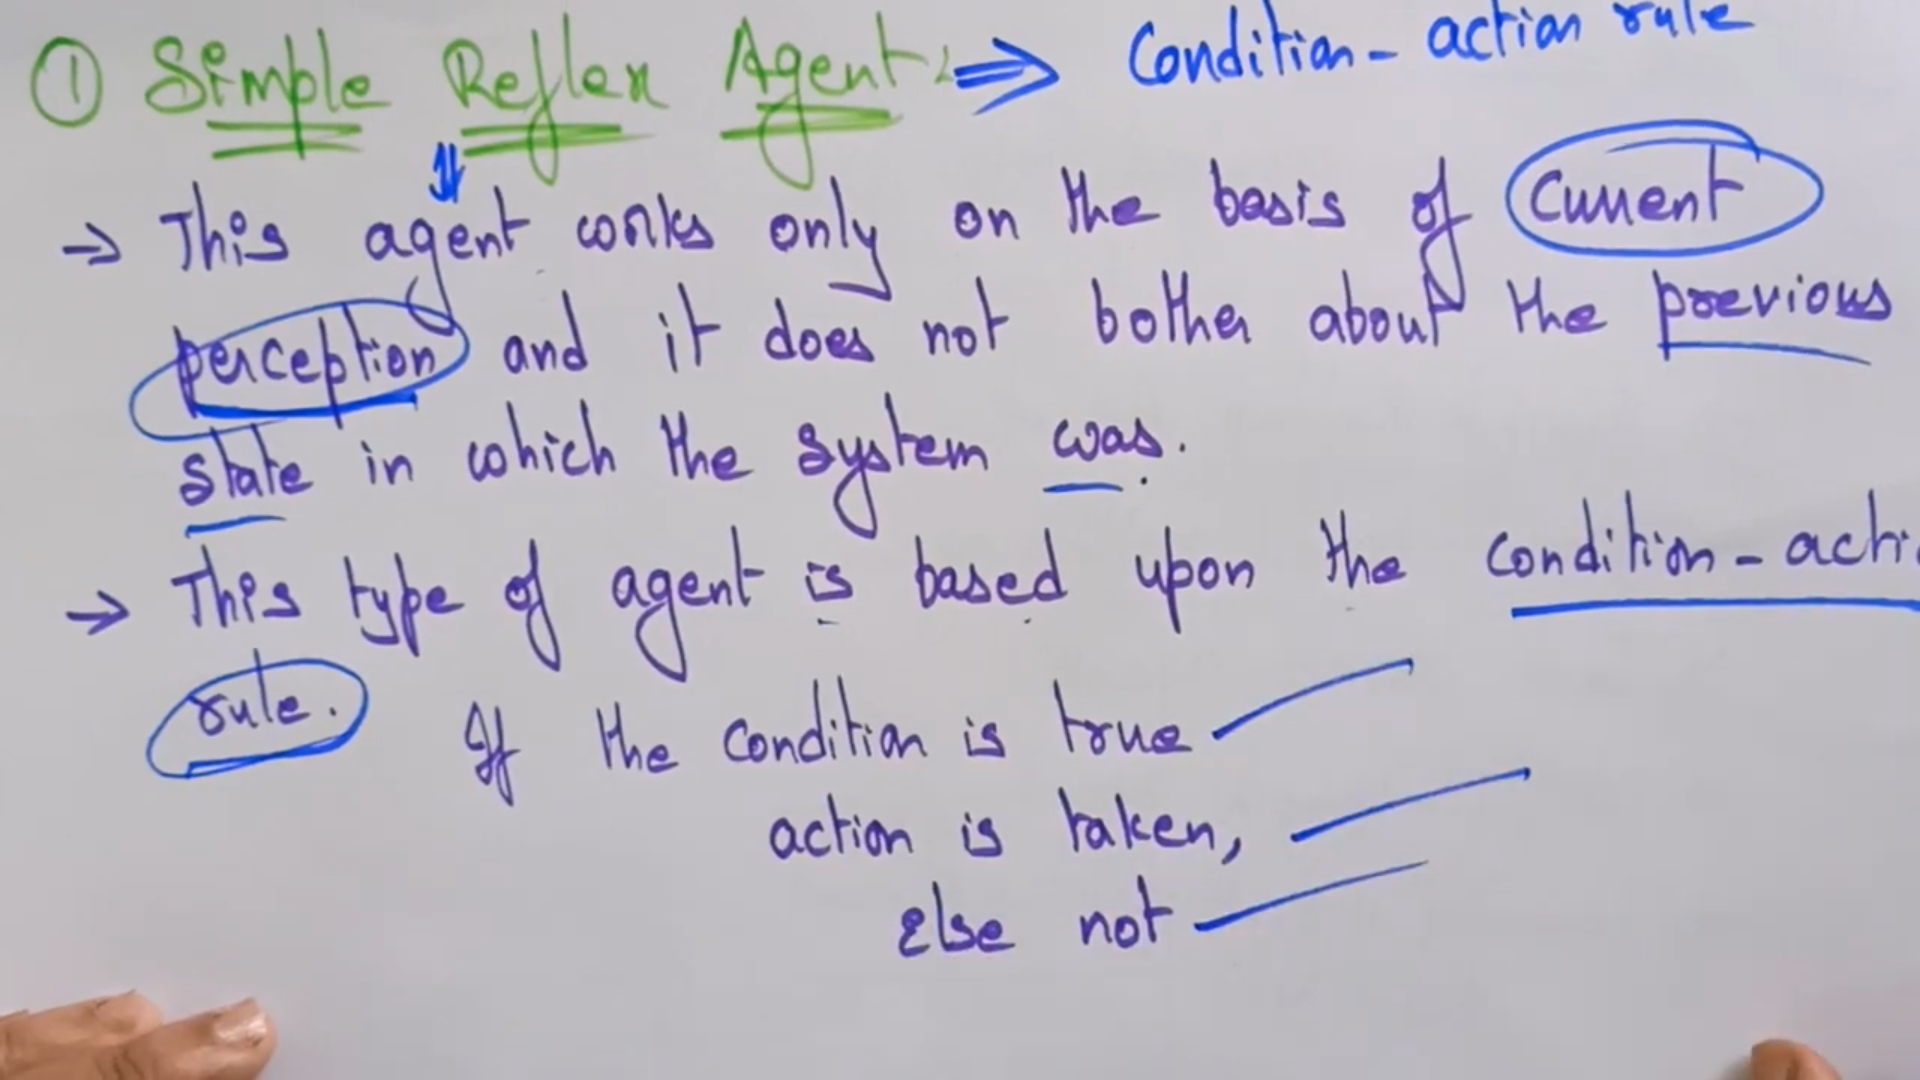 ① Simple Reflex Agent: ⇒ Condition - action rule
→ This agent works only on the basis of current
perception and it does not bother about the previous
state in which the system was.
→ This type of agent is based upon the condition - acti
rule. If the condition is true
action is taken,
else not